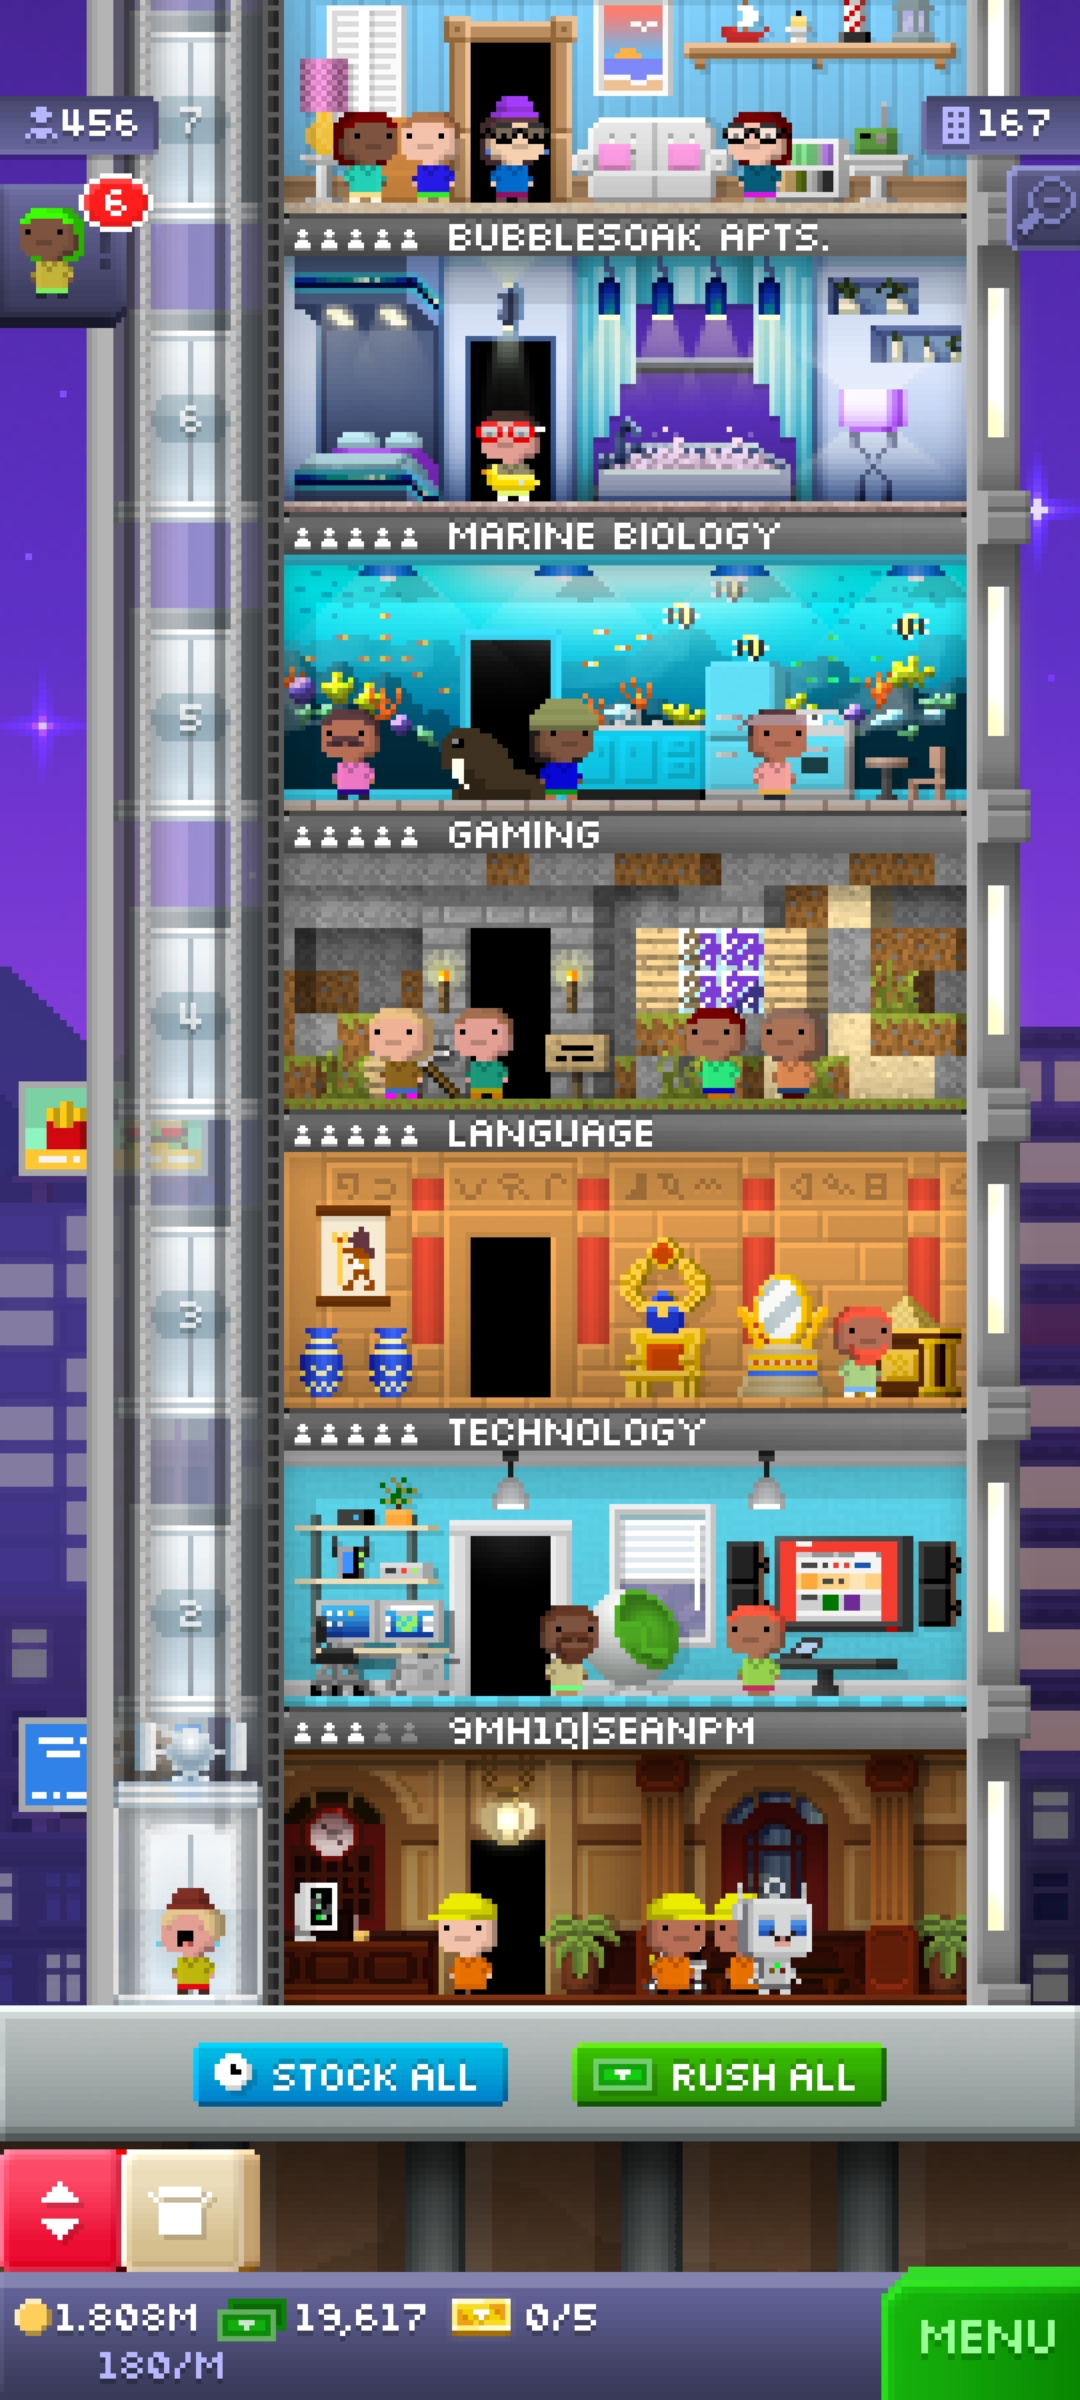 7
456
167
6
BUBBLESOAK APTS.
6
MARINE BIOLOGY
5
GAMING
4
LANGUAGE
3
TECHNOLOGY
2
9MH1Q|SEANPM
STOCK ALL
RUSH ALL
1.808M
19,617
0/5
180/M
MENU